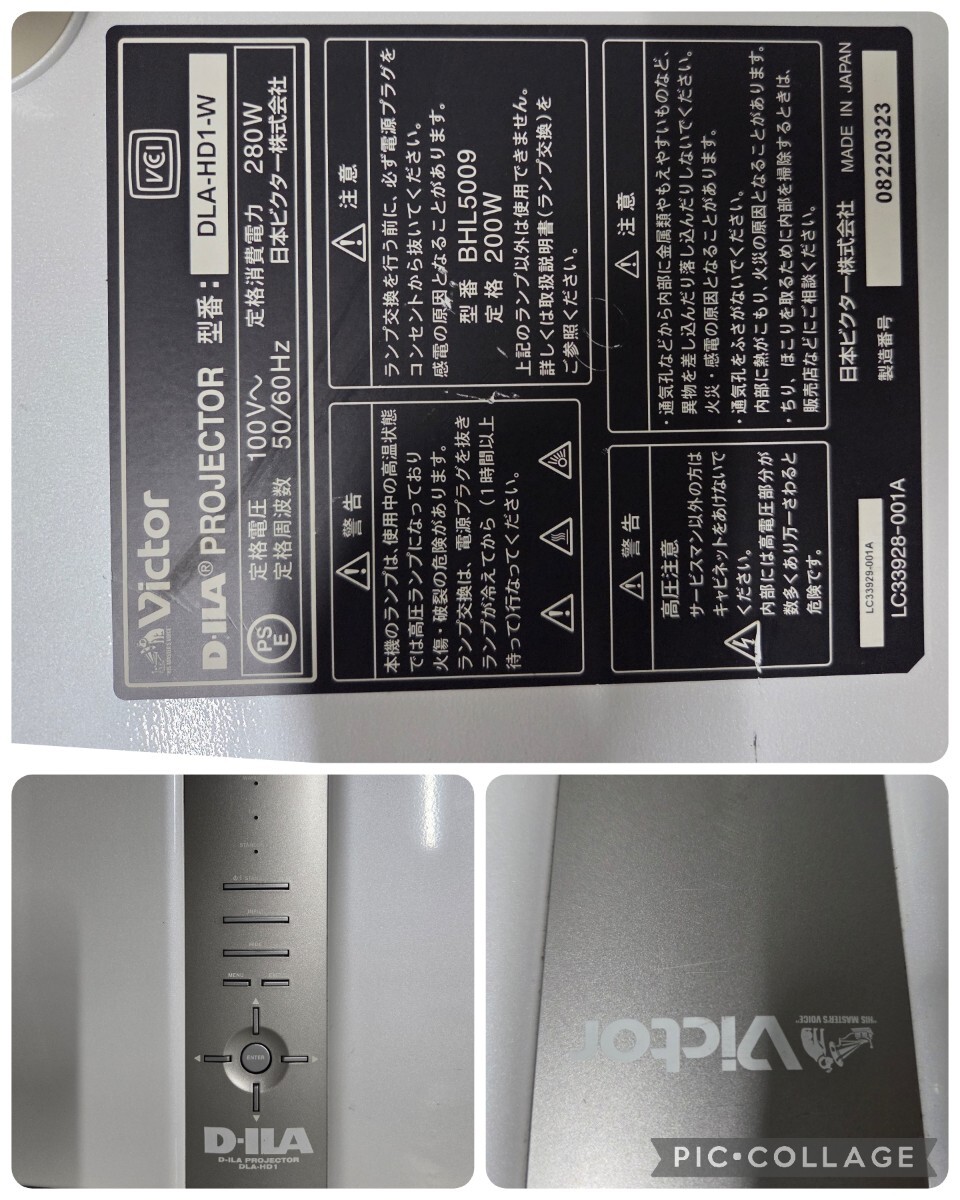 VCCI
Victor
"HIS MASTER'S VOICE"
D-ILA® PROJECTOR 型番: DLA-HD1-W
定格電圧 100V～ 定格消費電力 280W
定格周波数 50/60Hz 日本ビクター株式会社
PSE
警告
本機のランプは、使用中の高温状態
では高圧ランプになっており
火傷・破裂の危険があります。
ランプ交換は、電源プラグを抜き
ランプが冷えてから(1時間以上
待って)行なってください。
注意
ランプ交換を行う前に、必ず電源プラグを
コンセントから抜いてください。
感電の原因となることがあります。
型番 BHL5009
定格 200W
上記のランプ以外は使用できません。
詳しくは取扱説明書(ランプ交換)を
ご参照ください。
警告
高圧注意
サービスマン以外の方は
キャビネットをあけないで
ください。
内部には高電圧部分が
数多くあり万一さわると
危険です。
注意
・通気孔などから内部に金属類やもえやすいものなど、
異物を差し込んだり落し込んだりしないでください。
火災・感電の原因となることがあります。
・通気孔をふさがないでください。
内部に熱がこもり、火災の原因となることがあります。
・ちり、ほこりを取るために内部を掃除するときは、
販売店などにご相談ください。
日本ビクター株式会社 MADE IN JAPAN
製造番号 08220323
LC33929-001A
LC33928-001A
MENU
ENTER
D-ILA
D-ILA PROJECTOR
DLA-HD1
"HIS MASTER'S VOICE"
Victor
PIC•COLLAGE